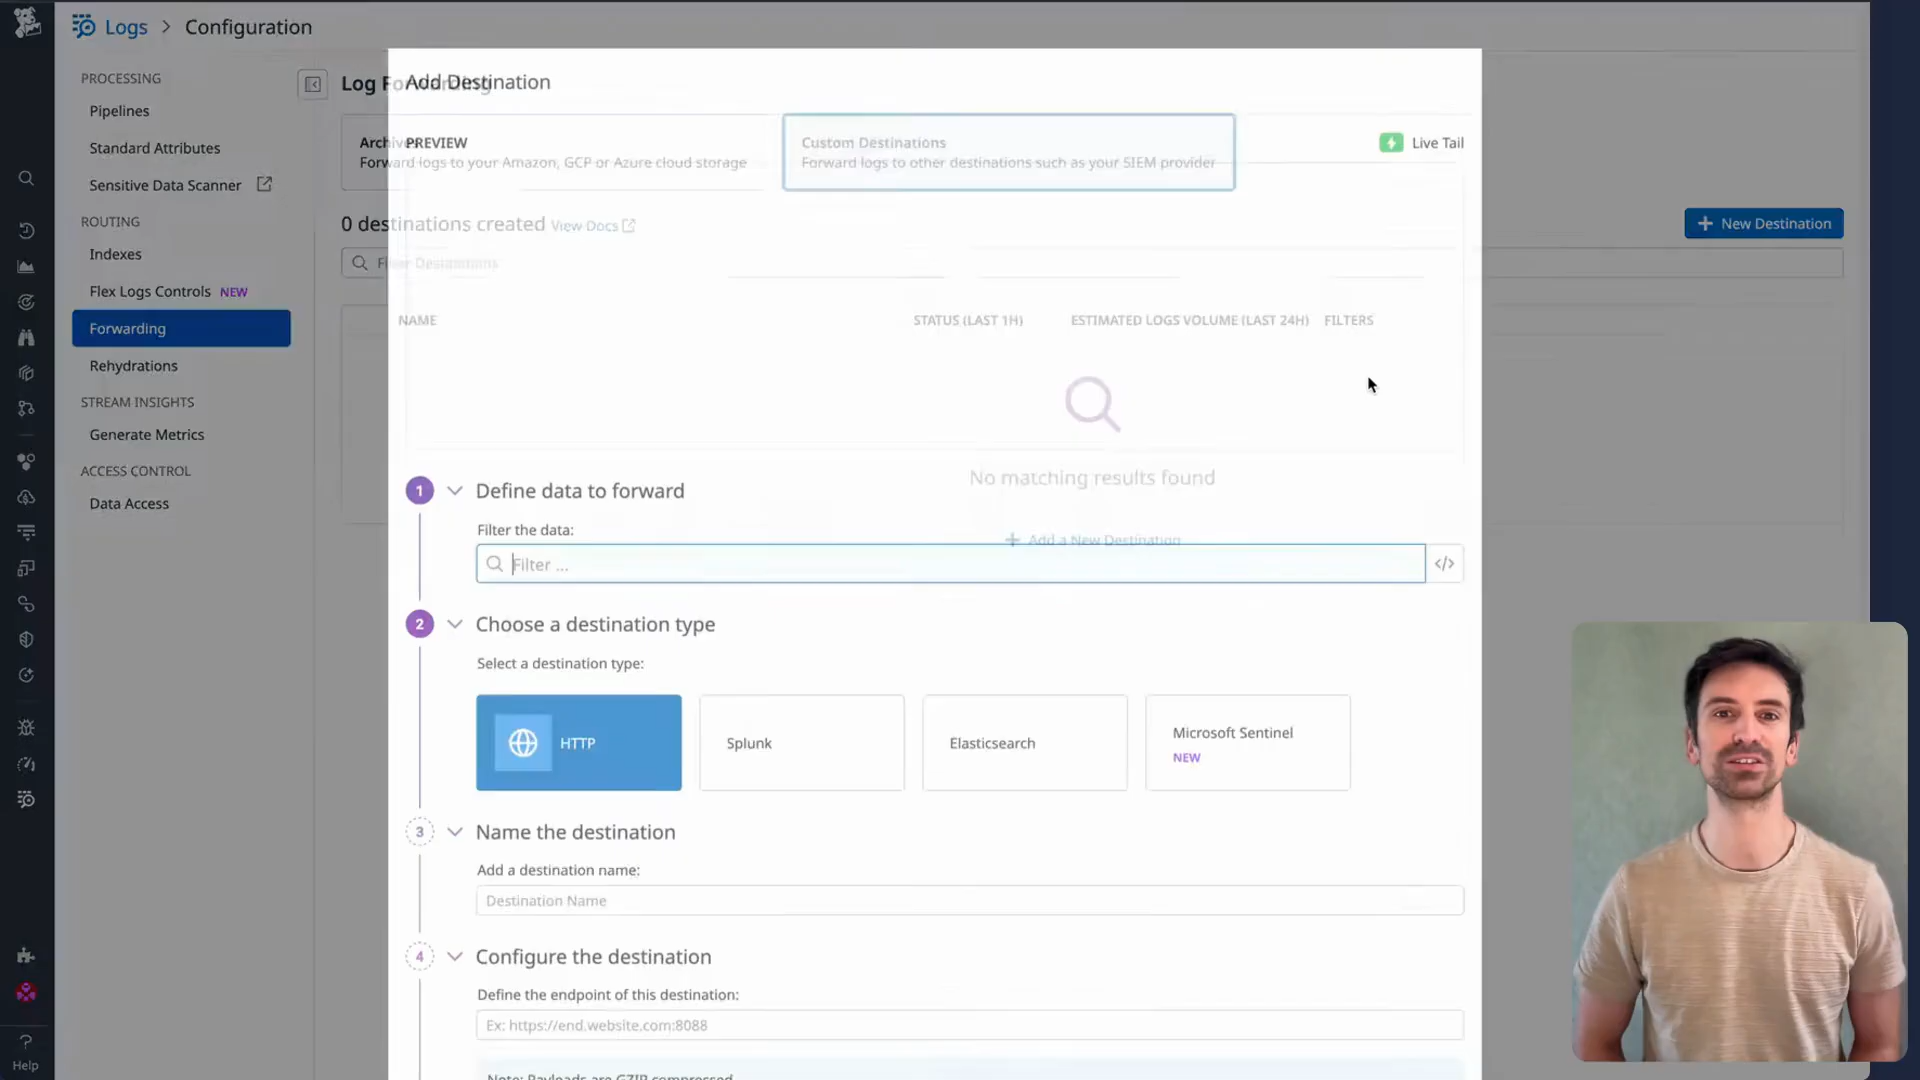 Logs > Configuration
PROCESSING
Pipelines
Standard Attributes
Sensitive Data Scanner
ROUTING
Indexes
Flex Logs Controls NEW
Forwarding
Rehydrations
STREAM INSIGHTS
Generate Metrics
ACCESS CONTROL
Data Access
Help
Log Forwarding
Add Destination
Archives
PREVIEW
Forward logs to your Amazon, GCP or Azure cloud storage
Custom Destinations
Forward logs to other destinations such as your SIEM provider
Live Tail
0 destinations created View Docs
New Destination
Filter Destinations
NAME
STATUS (LAST 1H)
ESTIMATED LOGS VOLUME (LAST 24H)
FILTERS
No matching results found
Add a New Destination
1 Define data to forward
Filter the data:
Filter ...
</>
2 Choose a destination type
Select a destination type:
HTTP
Splunk
Elasticsearch
Microsoft Sentinel
NEW
3 Name the destination
Add a destination name:
Destination Name
4 Configure the destination
Define the endpoint of this destination:
Ex: https://end.website.com:8088
Note: Payloads are GZIP compressed